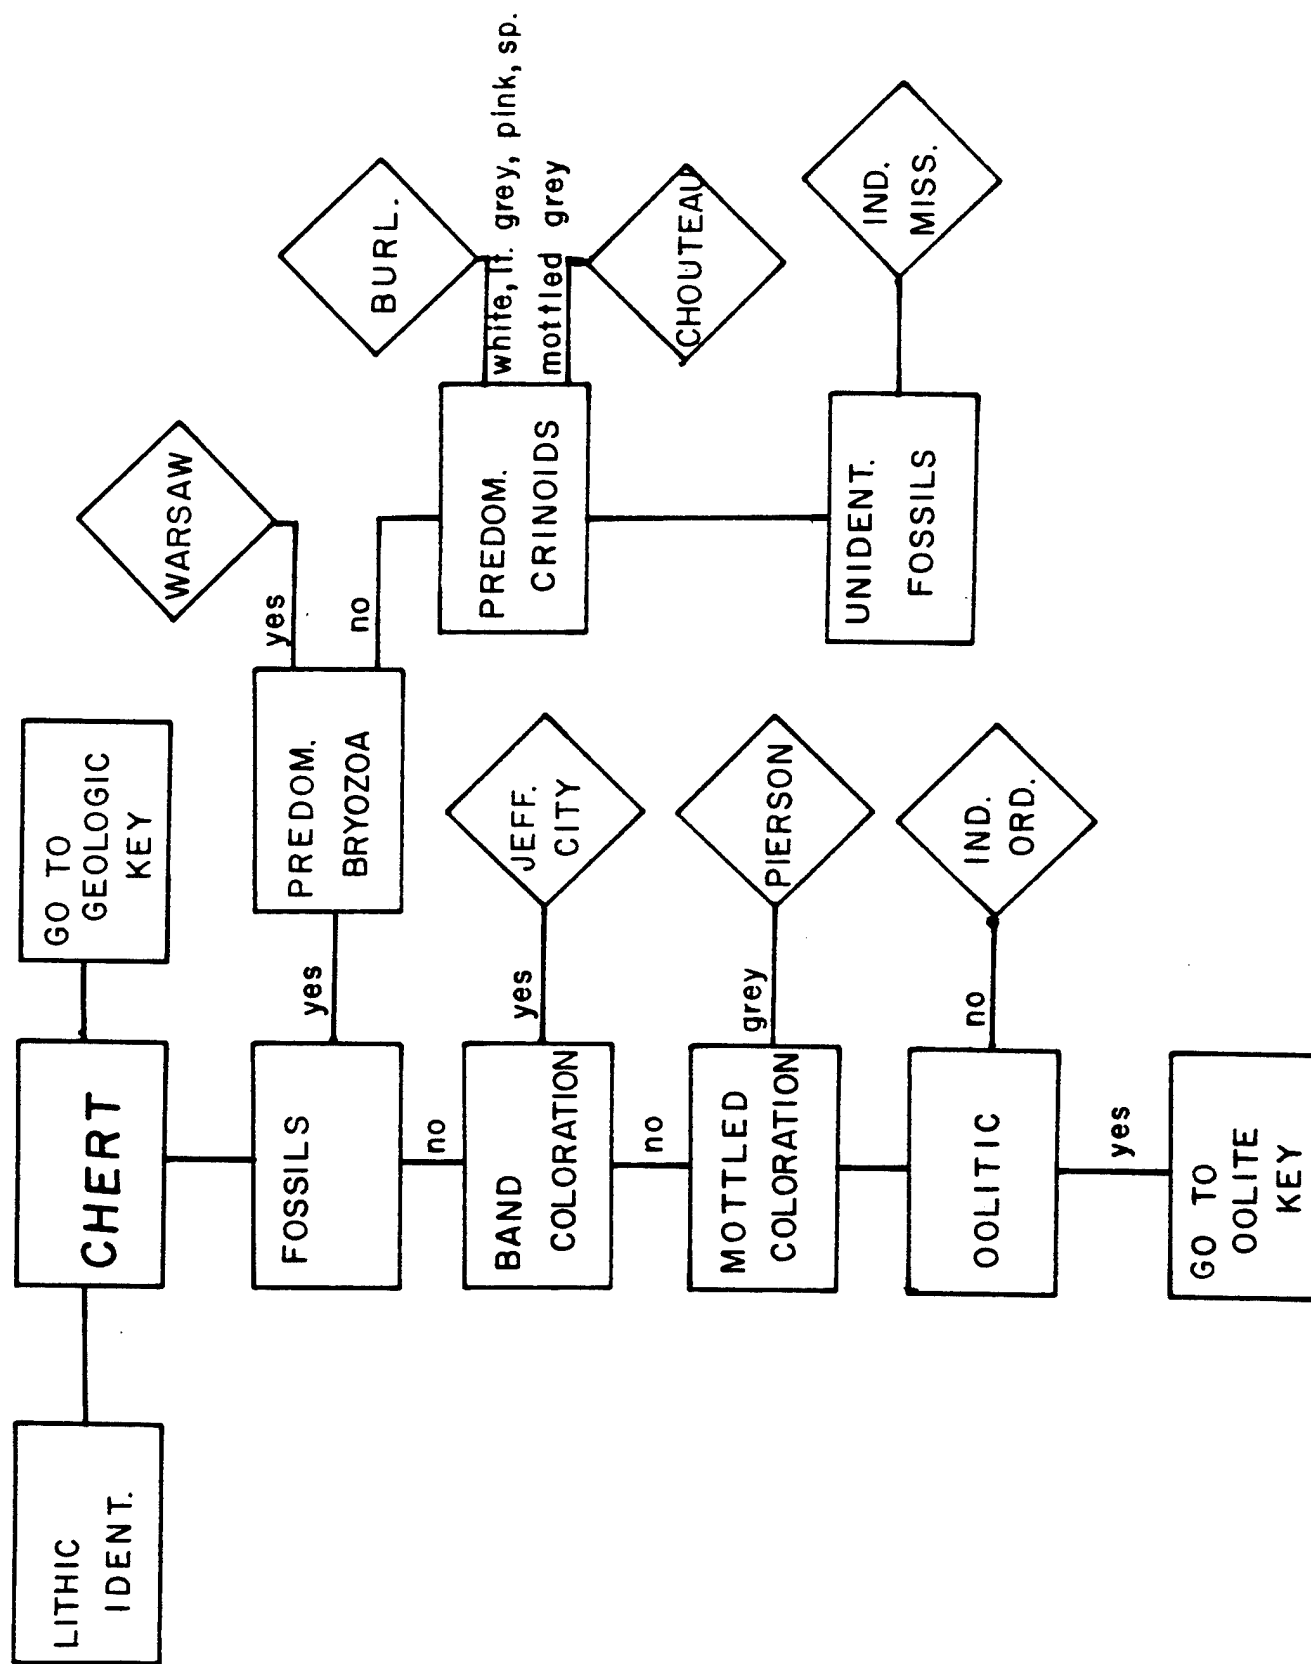 LITHIC
IDENT.
CHERT
GO TO
GEOLOGIC
KEY
FOSSILS
yes
PREDOM.
BRYOZOA
yes
WARSAW
no
PREDOM.
CRINOIDS
BURL.
white, lt. grey, pink, sp.
mottled grey
CHOUTEAU
UNIDENT.
FOSSILS
IND.
MISS.
no
BAND
COLORATION
yes
JEFF.
CITY
no
MOTTLED
COLORATION
grey
PIERSON
OOLITIC
no
IND.
ORD.
yes
GO TO
OOLITE
KEY